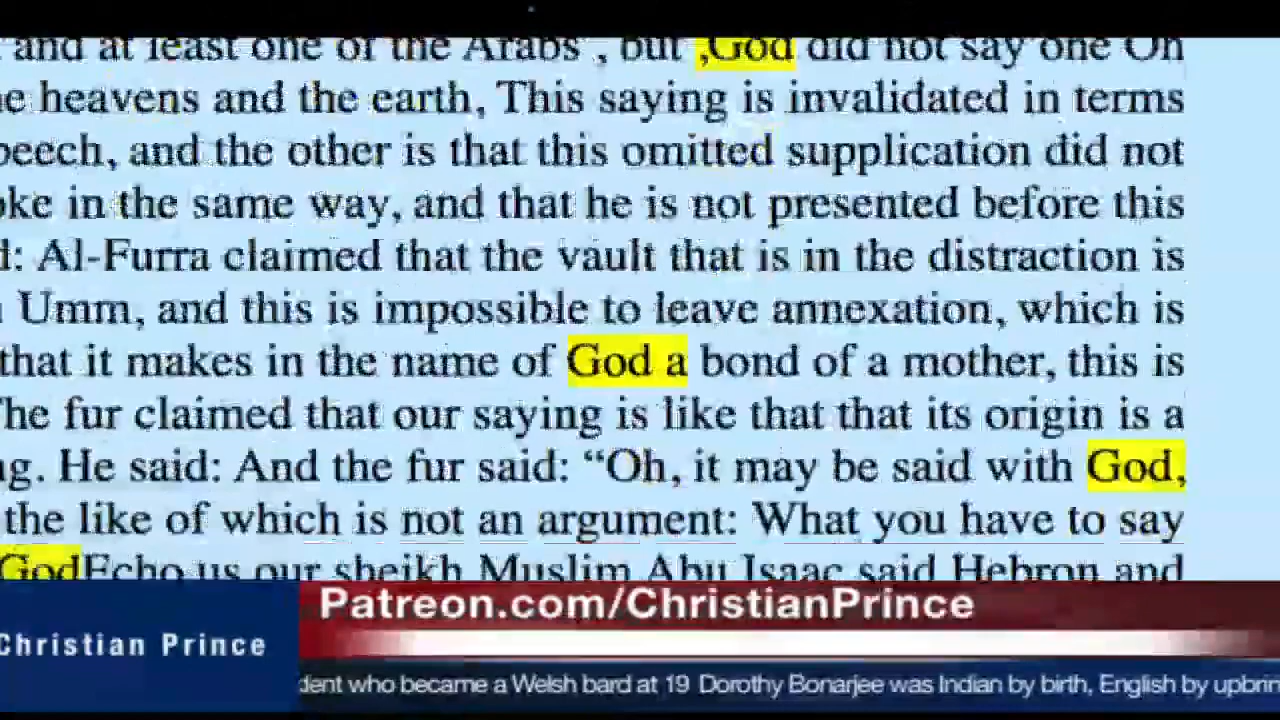 and at least one of the Arabs", but ,God did not say one Oh
e heavens and the earth, This saying is invalidated in terms
peech, and the other is that this omitted supplication did not
ke in the same way, and that he is not presented before this
d: Al-Furra claimed that the vault that is in the distraction is
Umm, and this is impossible to leave annexation, which is
that it makes in the name of God a bond of a mother, this is
he fur claimed that our saying is like that that its origin is a
ng. He said: And the fur said: “Oh, it may be said with God,
the like of which is not an argument: What you have to say
GodEcho us our sheikh Muslim Abu Isaac said Hebron and
Patreon.com/ChristianPrince
Christian Prince
dent who became a Welsh bard at 19 Dorothy Bonarjee was Indian by birth, English by upbrin